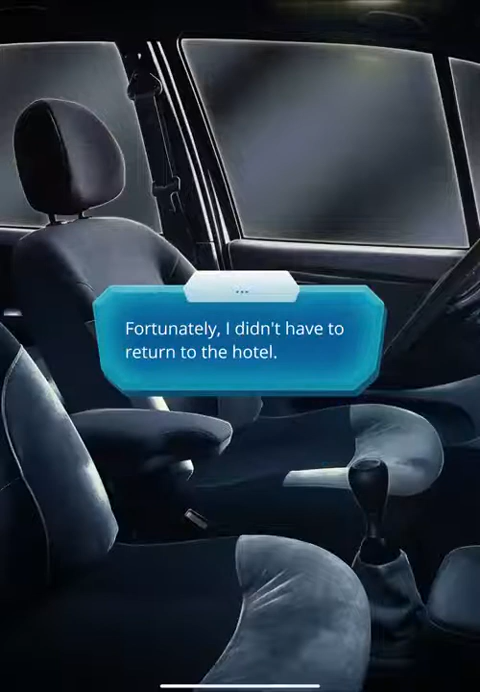 ...
Fortunately, I didn't have to
return to the hotel.